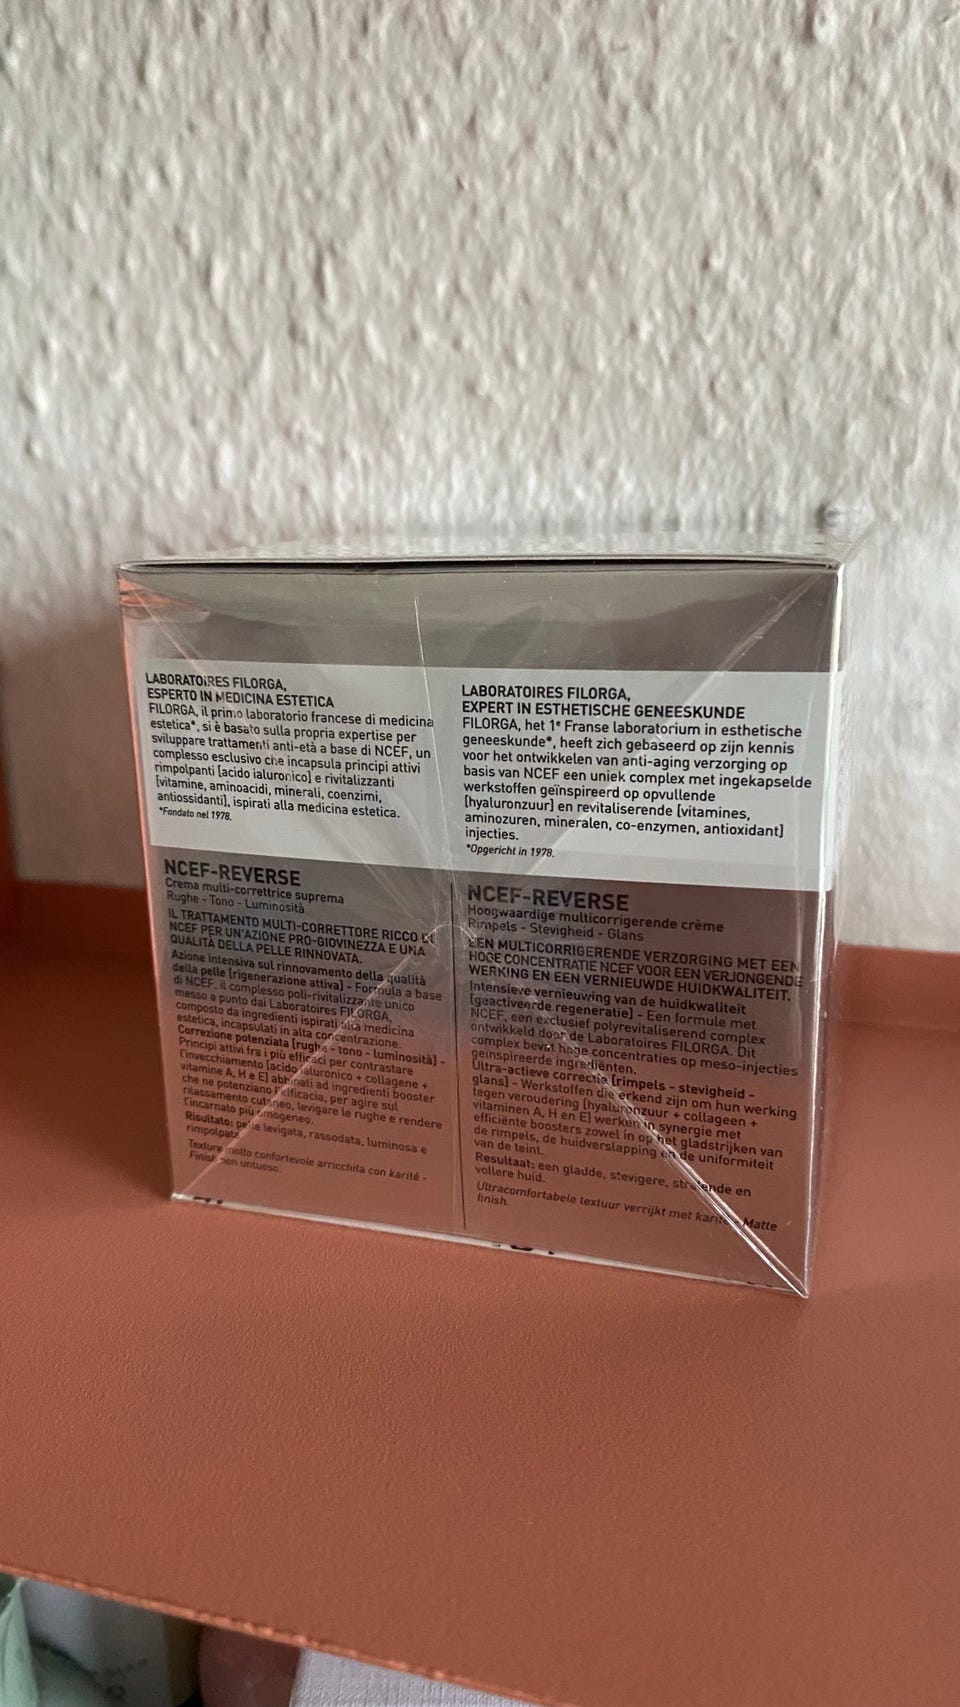 LABORATOIRES FILORGA,
ESPERTO IN MEDICINA ESTETICA
FILORGA, il primo laboratorio francese di medicina
estetica*, si è basato sulla propria expertise per
sviluppare trattamenti anti-età a base di NCEF, un
complesso esclusivo che incapsula principi attivi
rimpolpanti [acido ialuronico] e rivitalizzanti
[vitamine, aminoacidi, minerali, coenzimi,
antiossidanti], ispirati alla medicina estetica.
*Fondato nel 1978.
NCEF-REVERSE
Crema multi-correttrice suprema
Rughe - Tono - Luminosità
IL TRATTAMENTO MULTI-CORRETTORE RICCO DI
NCEF PER UN'AZIONE PRO-GIOVINEZZA E UNA
QUALITÀ DELLA PELLE RINNOVATA.
Azione intensiva sul rinnovamento della qualità
della pelle [rigenerazione attiva] - Formula a base
di NCEF, il complesso poli-rivitalizzante unico
messo a punto dai Laboratoires FILORGA,
composto da ingredienti ispirati alla medicina
estetica, incapsulati in alta concentrazione.
Correzione potenziata [rughe - tono - luminosità] -
Principi attivi fra i più efficaci per contrastare
l'invecchiamento [acido ialuronico + collagene +
vitamine A, H e E] abbinati ad ingredienti booster
che ne potenziano l'efficacia, per agire sul
rilassamento cutaneo, levigare le rughe e rendere
l'incarnato più omogeneo.
Risultato: pelle levigata, rassodata, luminosa e
rimpolpata.
Texture molto confortevole arricchita con karité -
Finish non untuoso.
LABORATOIRES FILORGA,
EXPERT IN ESTHETISCHE GENEESKUNDE
FILORGA, het 1e Franse laboratorium in esthetische
geneeskunde*, heeft zich gebaseerd op zijn kennis
voor het ontwikkelen van anti-aging verzorging op
basis van NCEF een uniek complex met ingekapselde
werkstoffen geïnspireerd op opvullende
[hyaluronzuur] en revitaliserende [vitamines,
aminozuren, mineralen, co-enzymen, antioxidant]
injecties.
*Opgericht in 1978.
NCEF-REVERSE
Hoogwaardige multicorrigerende crème
Rimpels - Stevigheid - Glans
EEN MULTICORRIGERENDE VERZORGING MET EEN
HOGE CONCENTRATIE NCEF VOOR EEN VERJONGENDE
WERKING EN EEN VERNIEUWDE HUIDKWALITEIT.
Intensieve vernieuwing van de huidkwaliteit
[geactiveerde regeneratie] - Een formule met
NCEF, een exclusief polyrevitaliserend complex
ontwikkeld door de Laboratoires FILORGA. Dit
complex bevat hoge concentraties op meso-injecties
geïnspireerde ingrediënten.
Ultra-actieve correctie [rimpels - stevigheid -
glans] - Werkstoffen die erkend zijn om hun werking
tegen veroudering [hyaluronzuur + collageen +
vitaminen A, H en E] werken in synergie met
efficiënte boosters zowel in op het gladstrijken van
de rimpels, de huidverslapping en de uniformiteit
van de teint.
Resultaat: een gladde, stevigere, stralende en
vollere huid.
Ultracomfortabele textuur verrijkt met karité - Matte
finish.